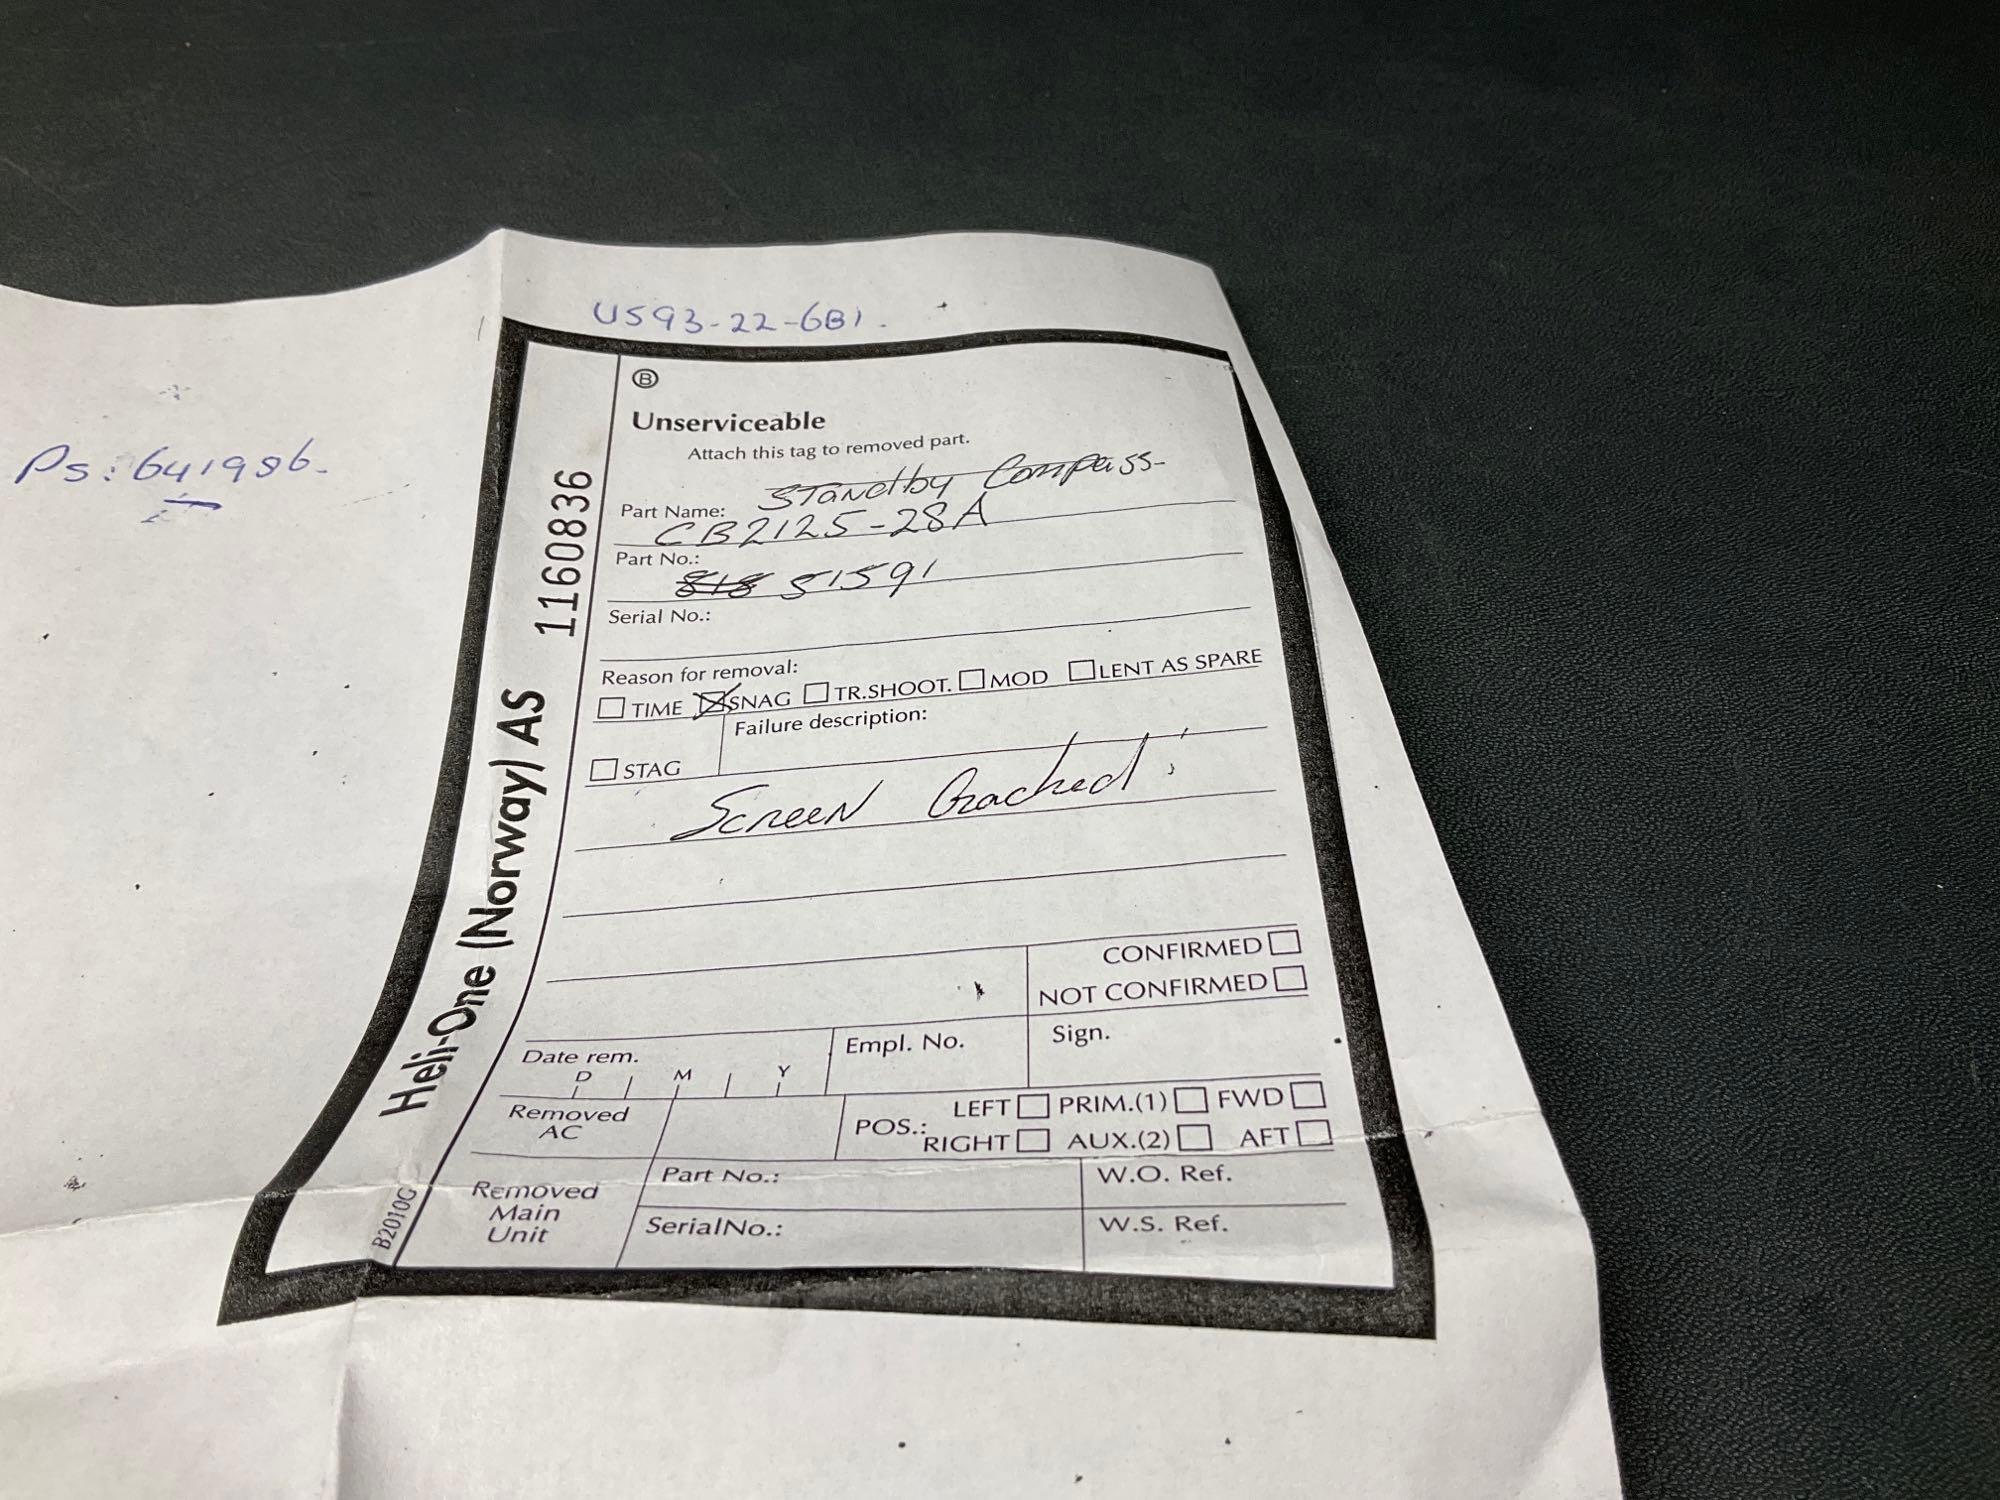 U593-22-6B1.
Ps: 641986.
Heli-One (Norway) AS 1160836
B2010G
B
Unserviceable
Attach this tag to removed part.
Part Name: Standby Compass
CB2125-28A
Part No.:
818 51591
Serial No.:
Reason for removal:
TIME SNAG TR.SHOOT. MOD LENT AS SPARE
Failure description:
STAG
Screen Cracked.
CONFIRMED
NOT CONFIRMED
Date rem. Empl. No. Sign.
D M Y
Removed AC
POS.: LEFT PRIM.(1) FWD
RIGHT AUX.(2) AFT
Removed Main Unit
Part No.: W.O. Ref.
SerialNo.: W.S. Ref.